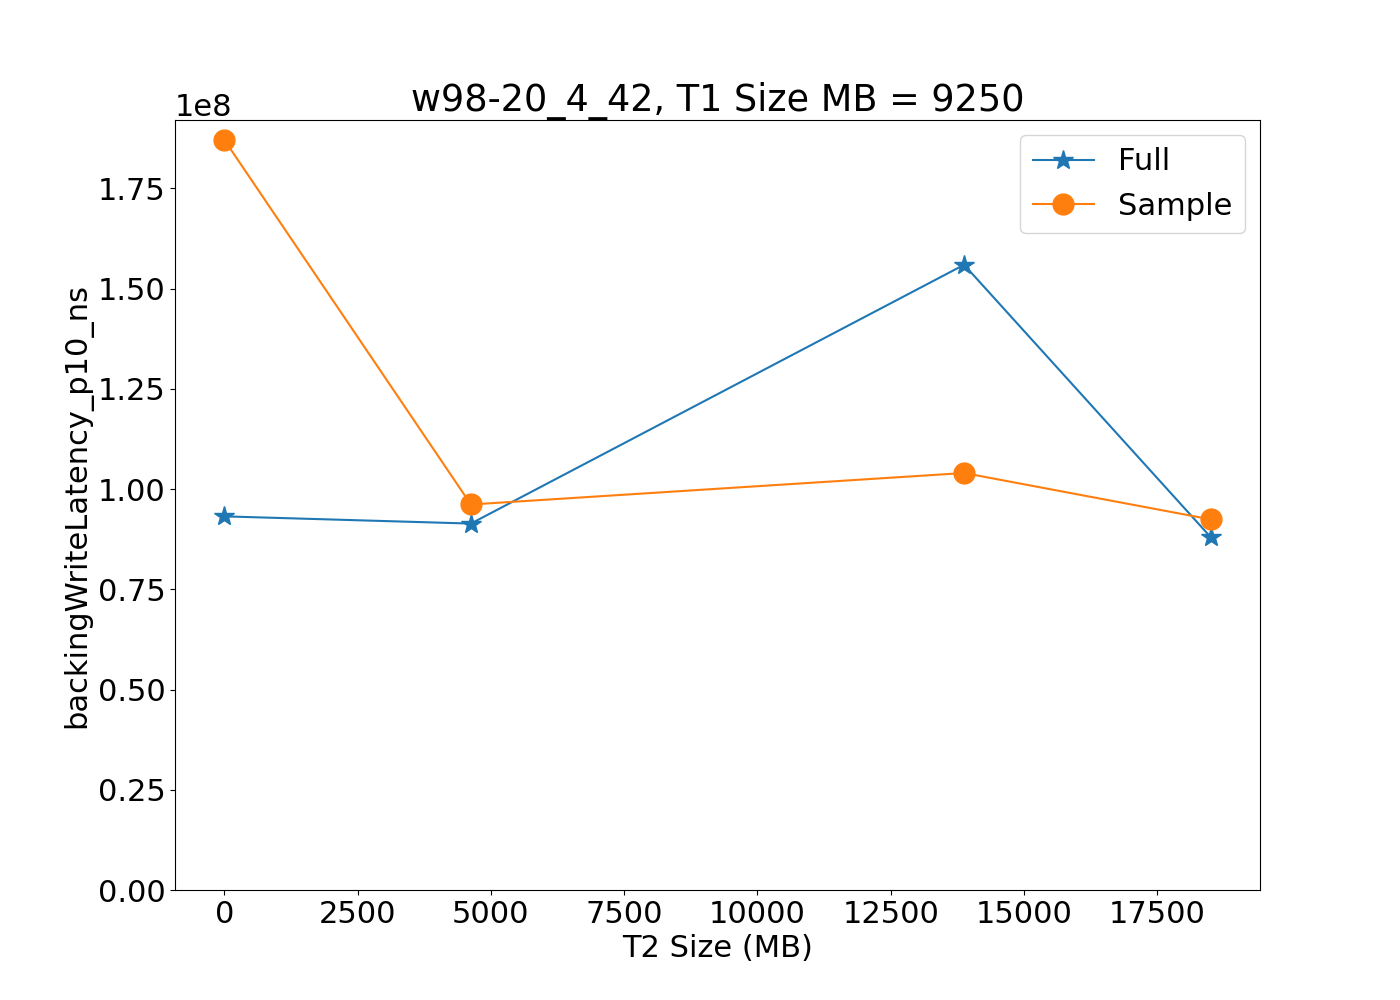 w98-20_4_42, T1 Size MB = 9250
1e8
Full
Sample
1.75
1.50
1.25
1.00
0.75
0.50
0.25
0.00
backingWriteLatency_p10_ns
0 2500 5000 7500 10000 12500 15000 17500
T2 Size (MB)